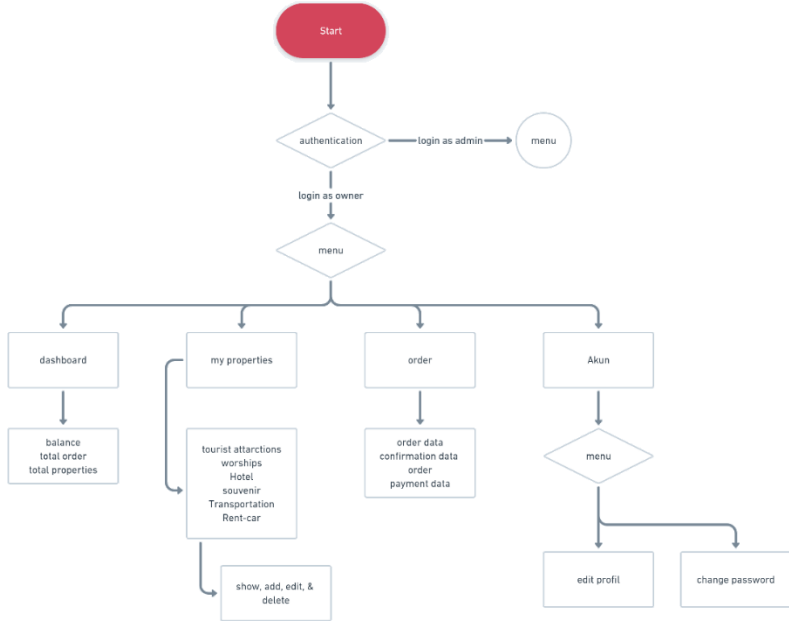 Start
authentication
login as admin
menu
login as owner
menu
dashboard
my properties
order
Akun
balance
total order
total properties
tourist attarctions
worships
Hotel
souvenir
Transportation
Rent-car
order data
confirmation data
order
payment data
menu
show, add, edit, &
delete
edit profil
change password